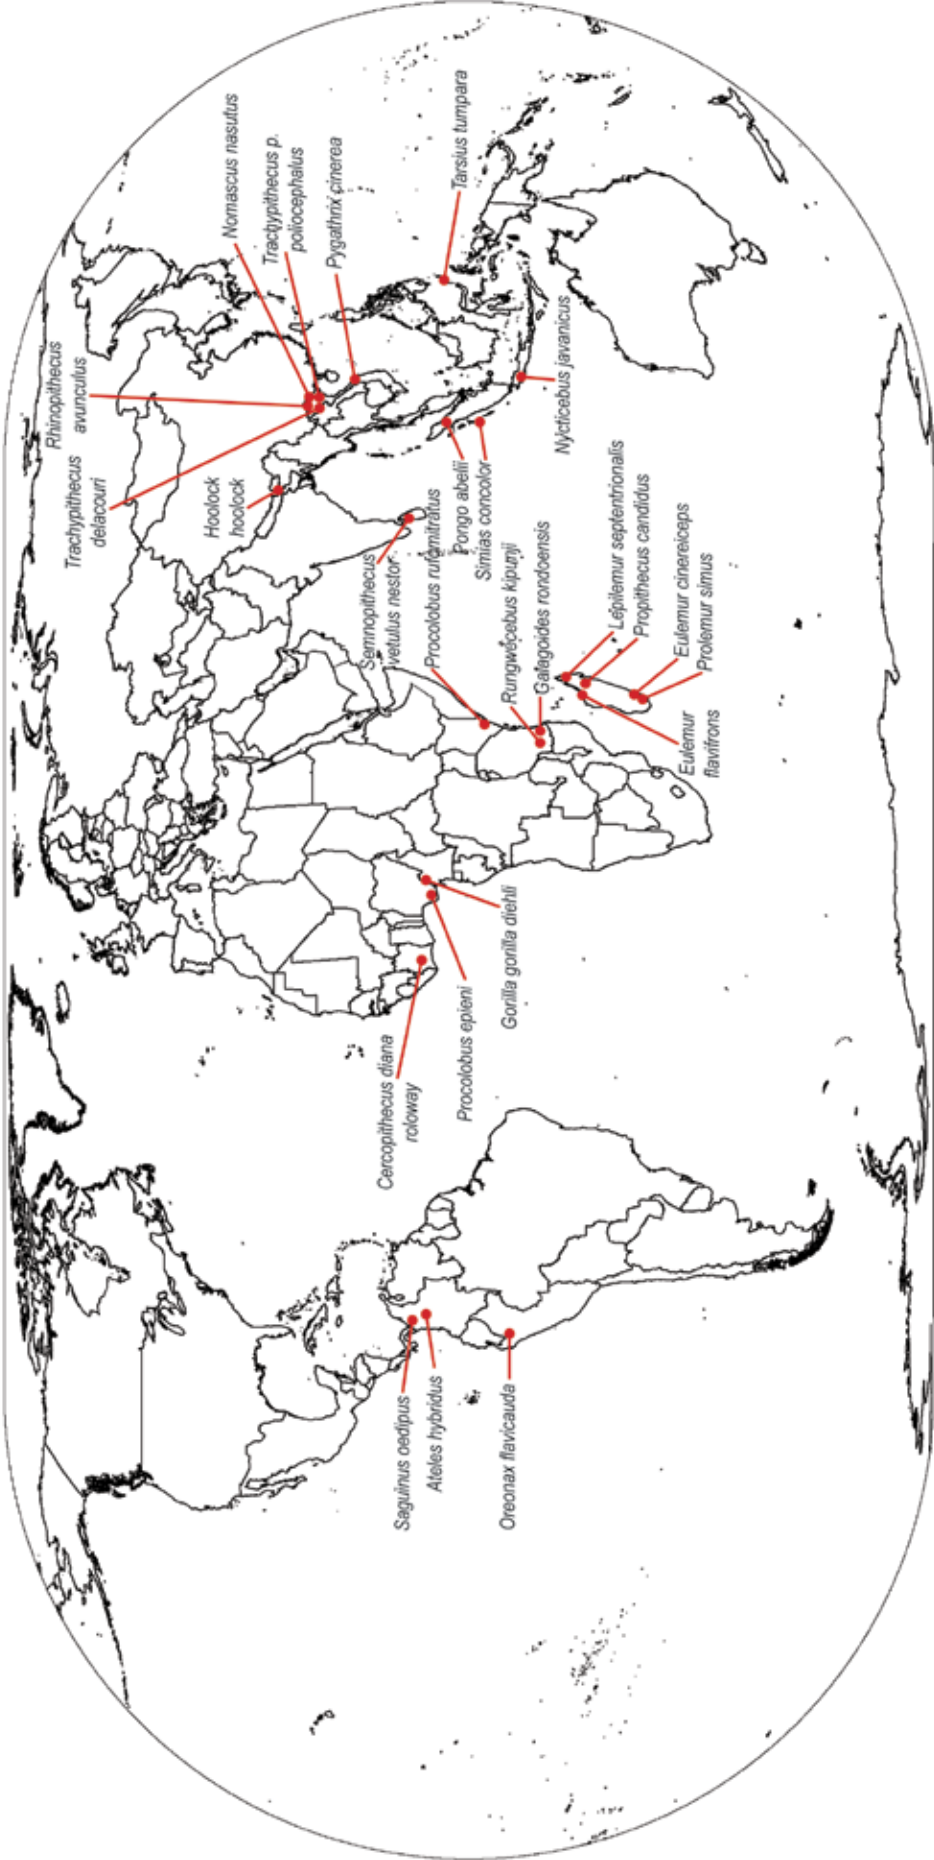 Saguinus oedipus
Ateles hybridus
Oreonax flavicauda
Cercopithecus diana
roloway
Procolobus epieni
Gorilla gorilla diehli
Semnopithecus
vetulus nestor
Procolobus rufomitratus
Rungwecebus kipunji
Galagoides rondoensis
Lepilemur septentrionalis
Propithecus candidus
Eulemur cinereiceps
Prolemur simus
Eulemur
flavifrons
Trachypithecus
delacouri
Hoolock
hoolock
Rhinopithecus
avunculus
Nomascus nasutus
Trachypithecus p.
poliocephalus
Pygathrix cinerea
Tarsius tumpara
Pongo abelii
Simias concolor
Nycticebus javanicus